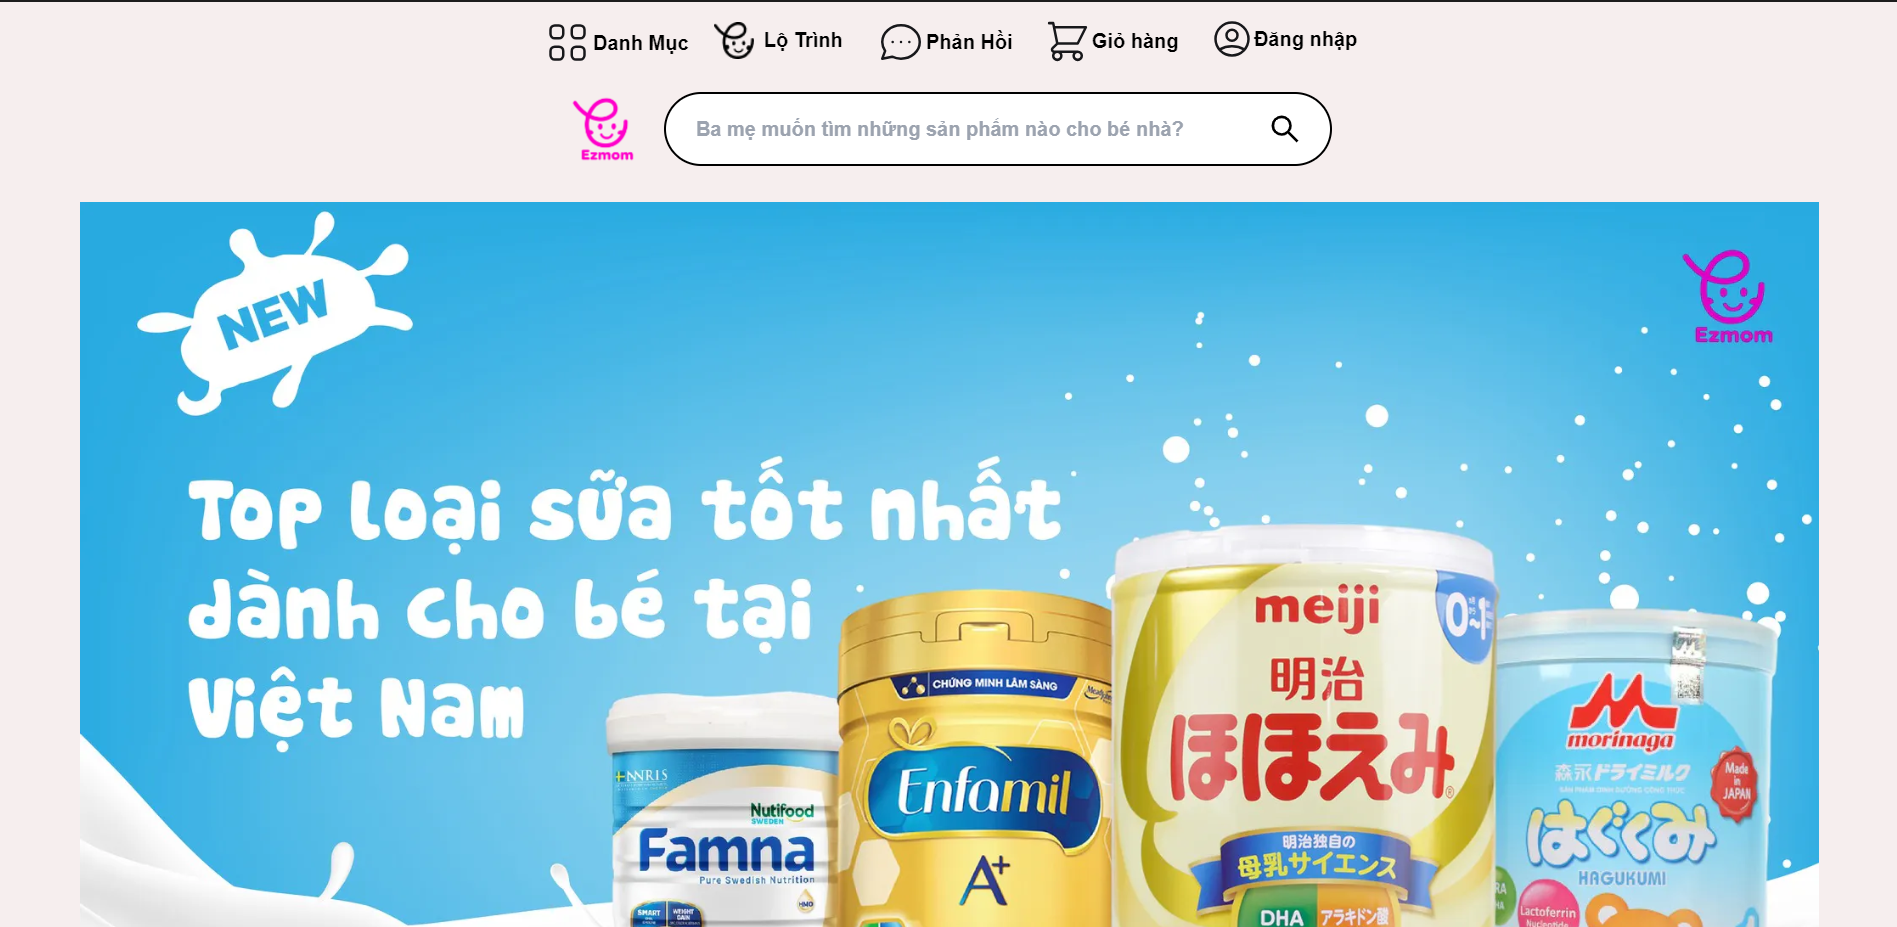 Danh Mục
Lộ Trình
Phản Hồi
Giỏ hàng
Đăng nhập
Ezmom
Ba mẹ muốn tìm những sản phẩm nào cho bé nhà?
NEW
Ezmom
Top loại sữa tốt nhất
dành cho bé tại
Việt Nam
NNRIS
Nutifood
SWEDEN
Famna
Pure Swedish Nutrition
HMO
SMART
WEIGHT
GAIN
CHỨNG MINH LÂM SÀNG
Enfamil
A+
meiji
0~1
明治
ほほえみ
明治独自の
母乳サイエンス
DHA
アラキドン酸
morinaga
森永ドライミルク
Made
in
JAPAN
はぐくみ
HAGUKUMI
Lactoferrin
Nucleotide